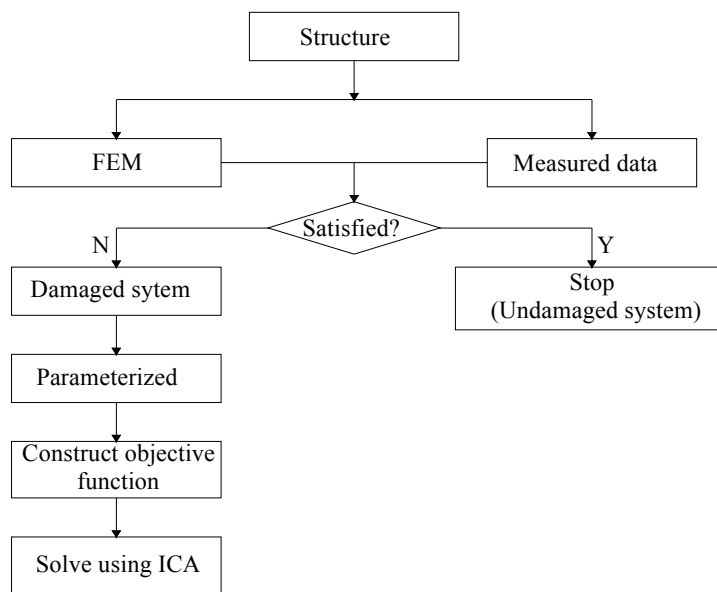 Structure
FEM
Measured data
Satisfied?
N
Y
Damaged sytem
Stop
(Undamaged system)
Parameterized
Construct objective
function
Solve using ICA